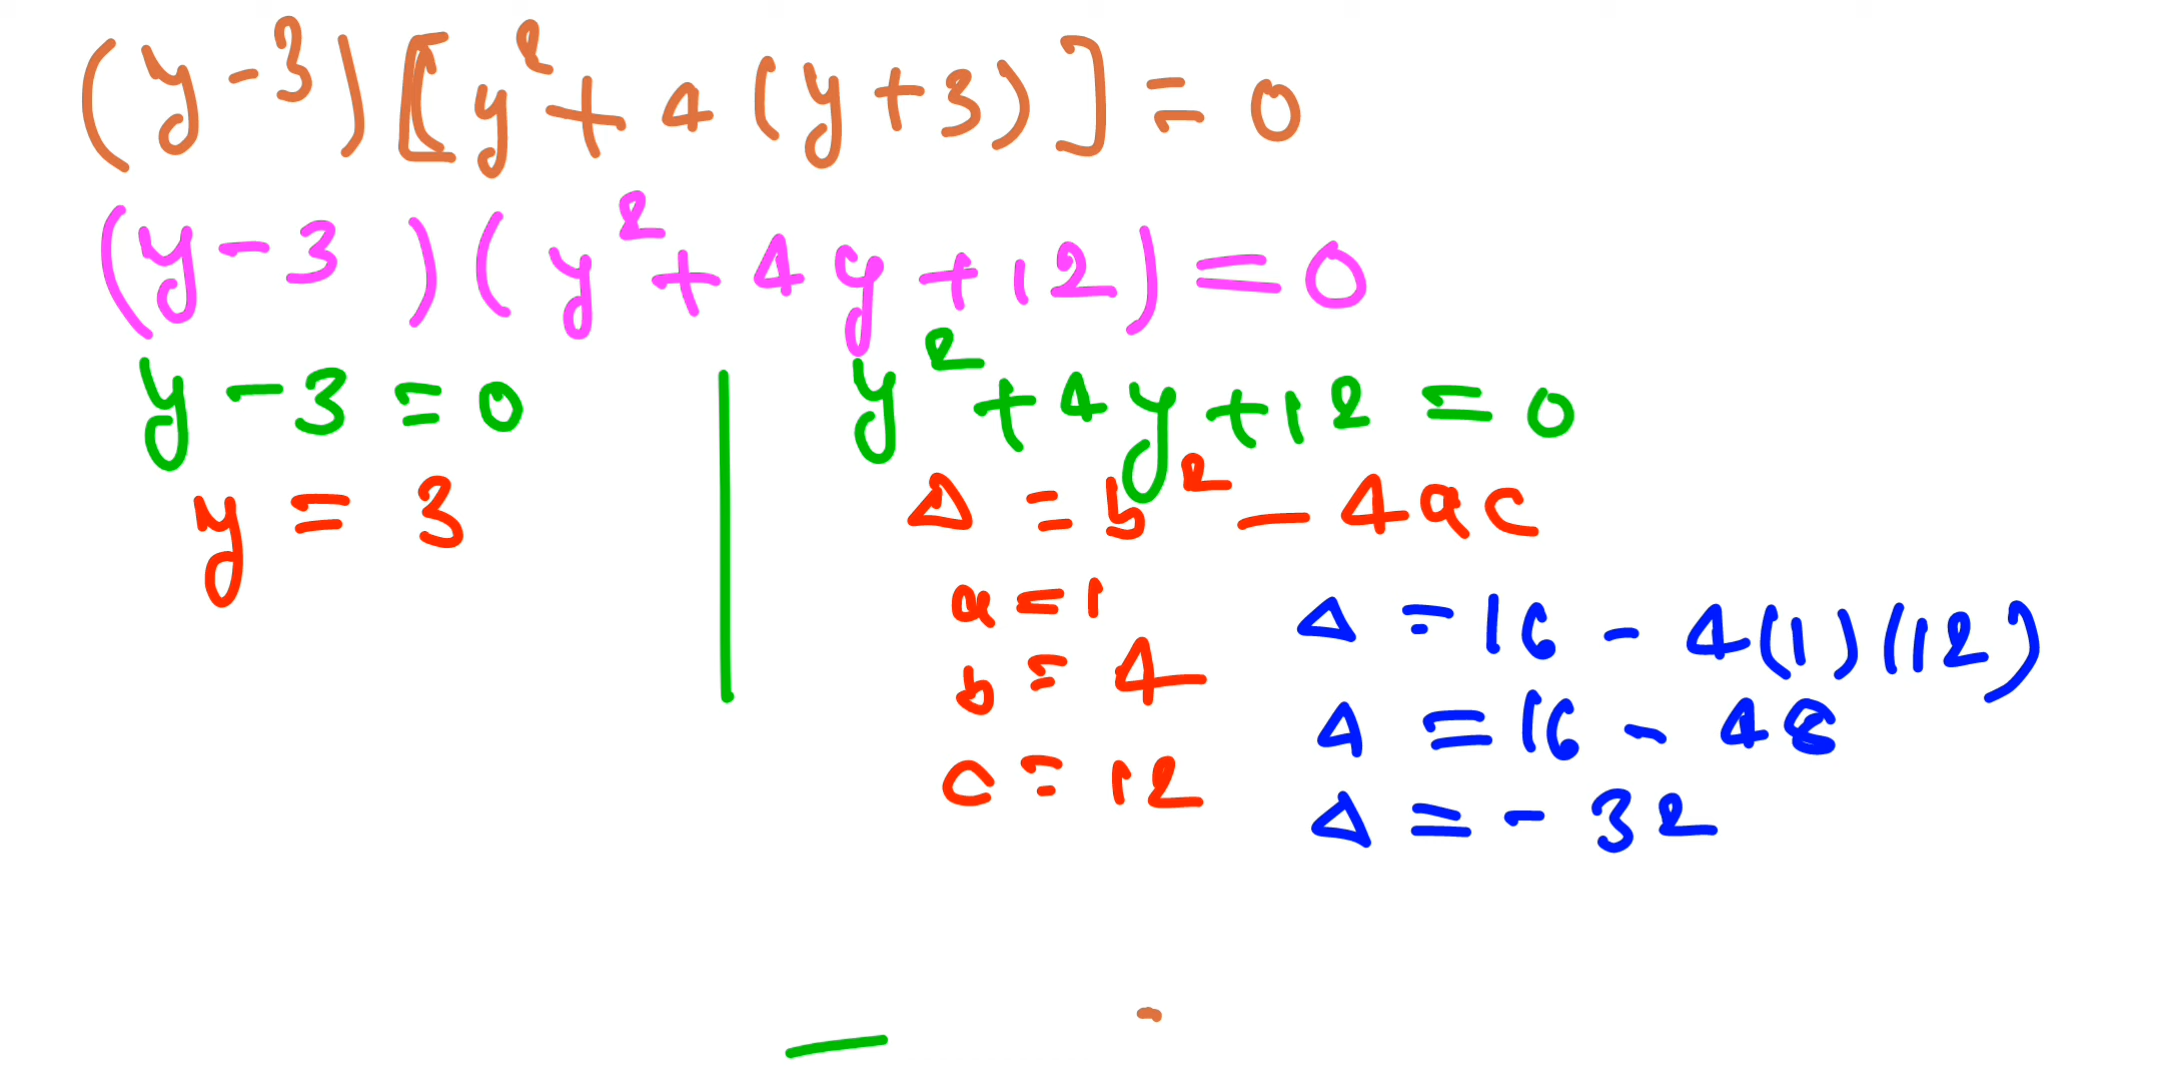 (y-3)[y²+4(y+3)]=0
(y-3)(y²+4y+12)=0
y-3=0
y=3
y²+4y+12=0
Δ=b²-4ac
a=1
b=4
c=12
Δ=16-4(1)(12)
Δ=16-48
Δ=-32